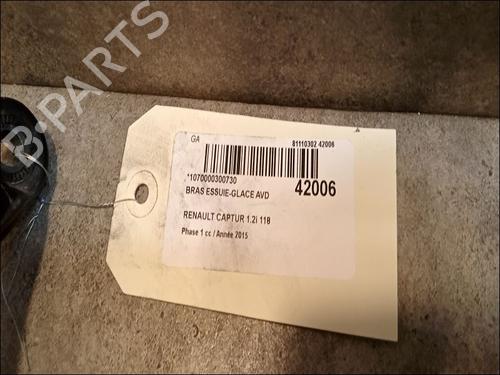 B-PARTS
GA
81110302 42006
*1070000300730
42006
BRAS ESSUIE-GLACE AVD
RENAULT CAPTUR 1.2i 118
Phase 1 cc / Année 2015
B-PARTS